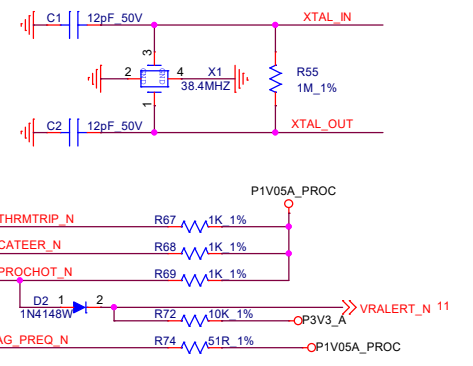 C1 12pF_50V XTAL_IN
3
2 GND GND 4 X1 R55
38.4MHZ 1M_1%
1
C2 12pF_50V XTAL_OUT
P1V05A_PROC
THRMTRIP_N R67 1K_1%
CATEER_N R68 1K_1%
PROCHOT_N R69 1K_1%
D2 1 2 VRALERT_N 11
1N4148W R72 10K_1% P3V3_A
AG_PREQ_N R74 51R_1% P1V05A_PROC